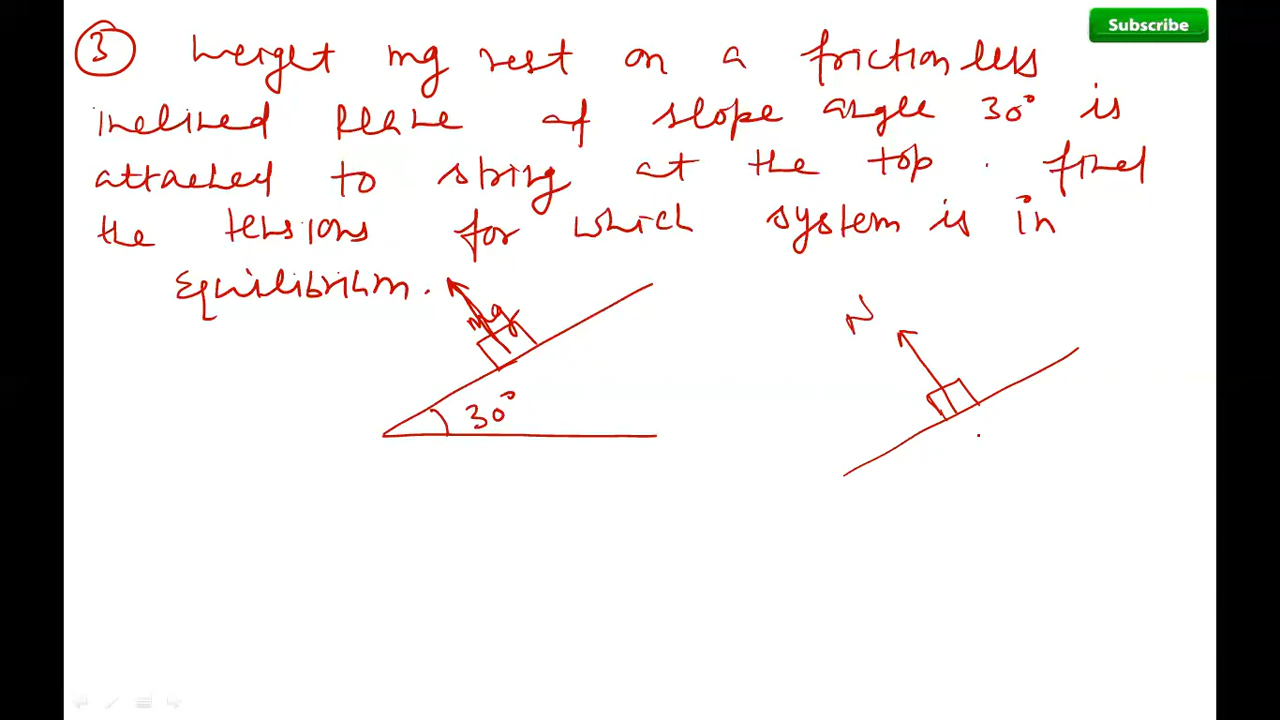 Subscribe
③ weight mg rest on a frictionless
inclined plane of slope angle 30° is
attached to string at the top . find
the tensions for which system is in
equilibrium.
mg
N
30°